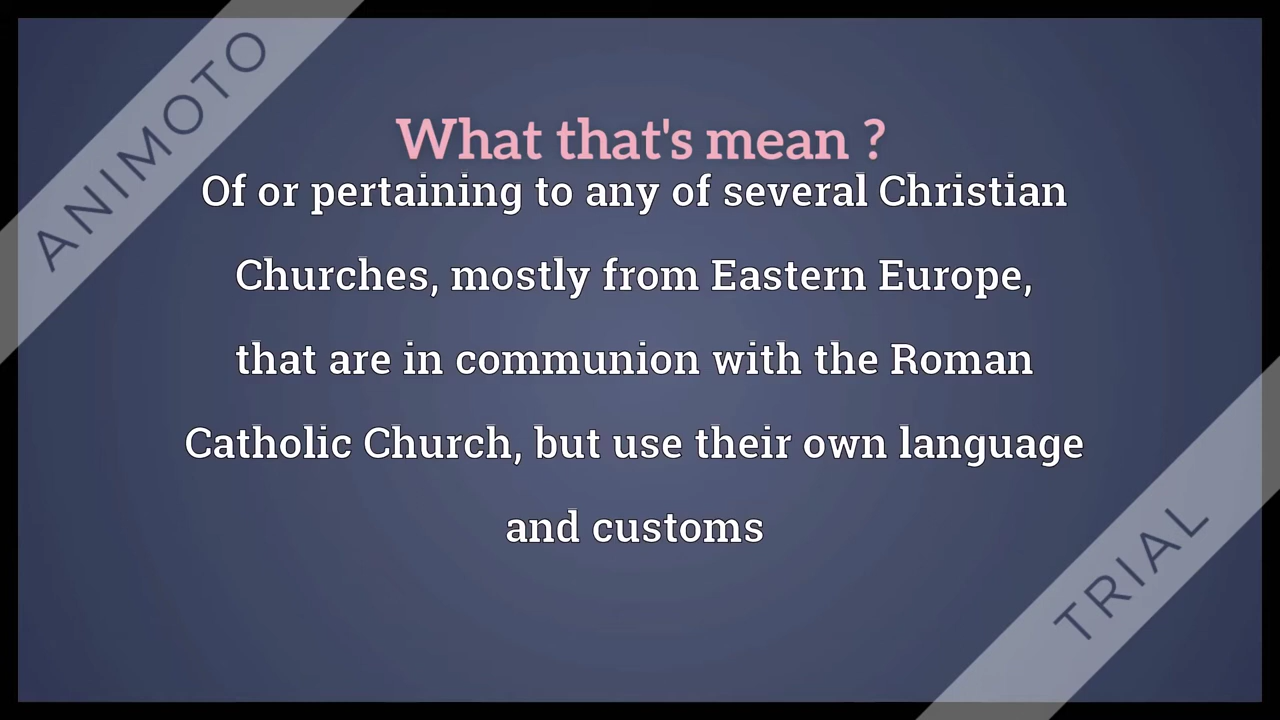 ANIMOTO
What that's mean ?
Of or pertaining to any of several Christian
Churches, mostly from Eastern Europe,
that are in communion with the Roman
Catholic Church, but use their own language
and customs
TRIAL